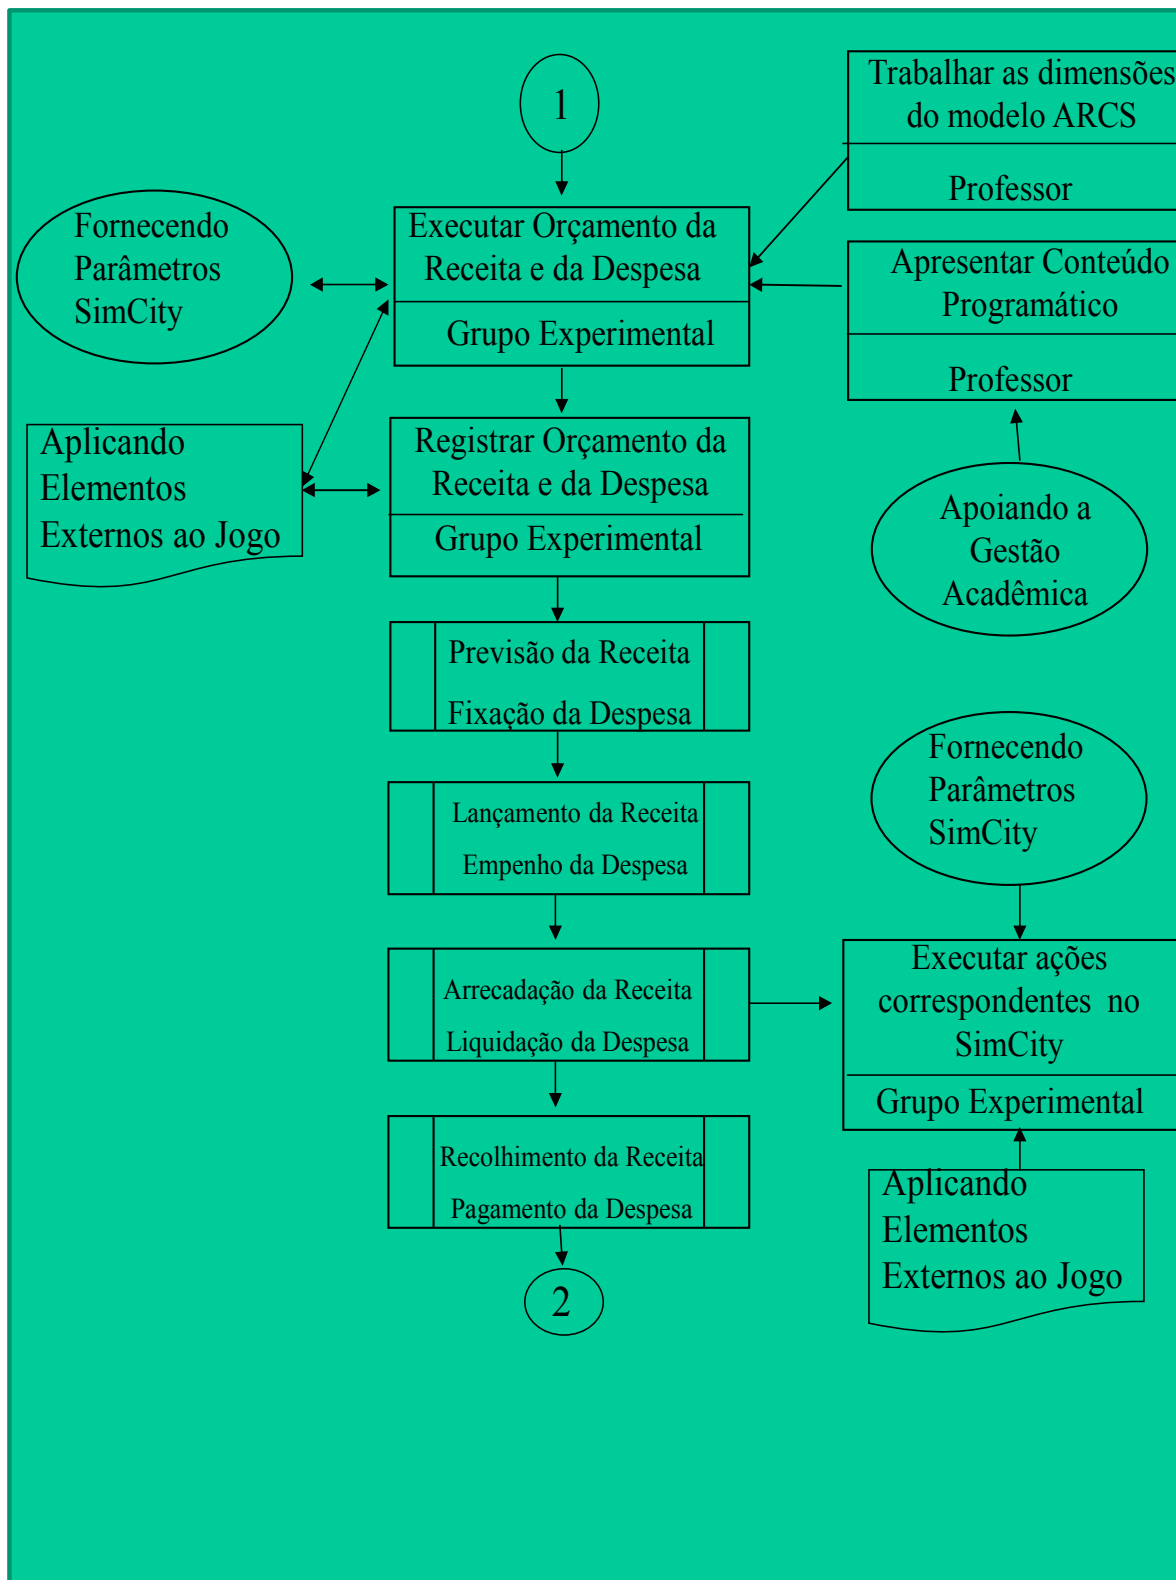 1
Trabalhar as dimensões
do modelo ARCS
Professor
Fornecendo
Parâmetros
SimCity
Executar Orçamento da
Receita e da Despesa
Grupo Experimental
Apresentar Conteúdo
Programático
Professor
Aplicando
Elementos
Externos ao Jogo
Registrar Orçamento da
Receita e da Despesa
Grupo Experimental
Apoiando a
Gestão
Acadêmica
Previsão da Receita
Fixação da Despesa
Fornecendo
Parâmetros
SimCity
Lançamento da Receita
Empenho da Despesa
Arrecadação da Receita
Liquidação da Despesa
Executar ações
correspondentes no
SimCity
Grupo Experimental
Recolhimento da Receita
Pagamento da Despesa
Aplicando
Elementos
Externos ao Jogo
2